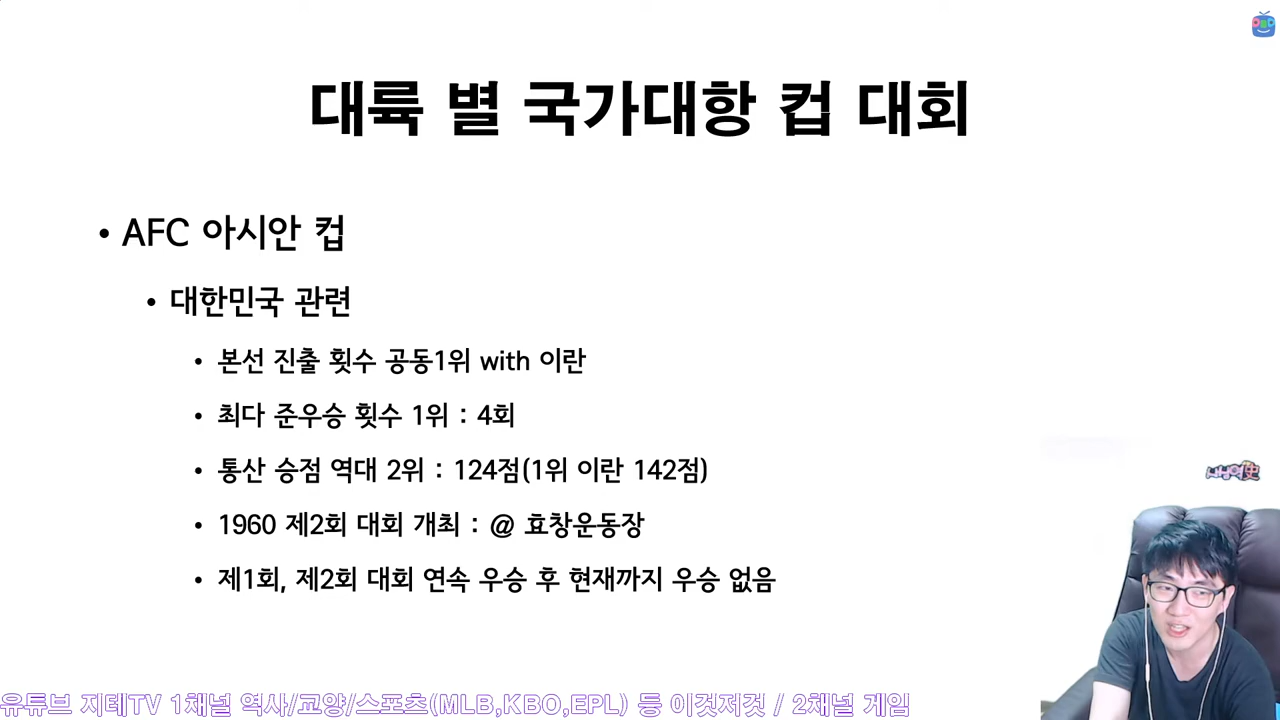 대륙 별 국가대항 컵 대회
• AFC 아시안 컵
• 대한민국 관련
• 본선 진출 횟수 공동1위 with 이란
• 최다 준우승 횟수 1위 : 4회
• 통산 승점 역대 2위 : 124점(1위 이란 142점)
• 1960 제2회 대회 개최 : @ 효창운동장
• 제1회, 제2회 대회 연속 우승 후 현재까지 우승 없음
유튜브 지테TV 1채널 역사/교양/스포츠(MLB,KBO,EPL) 등 이것저것 / 2채널 게임